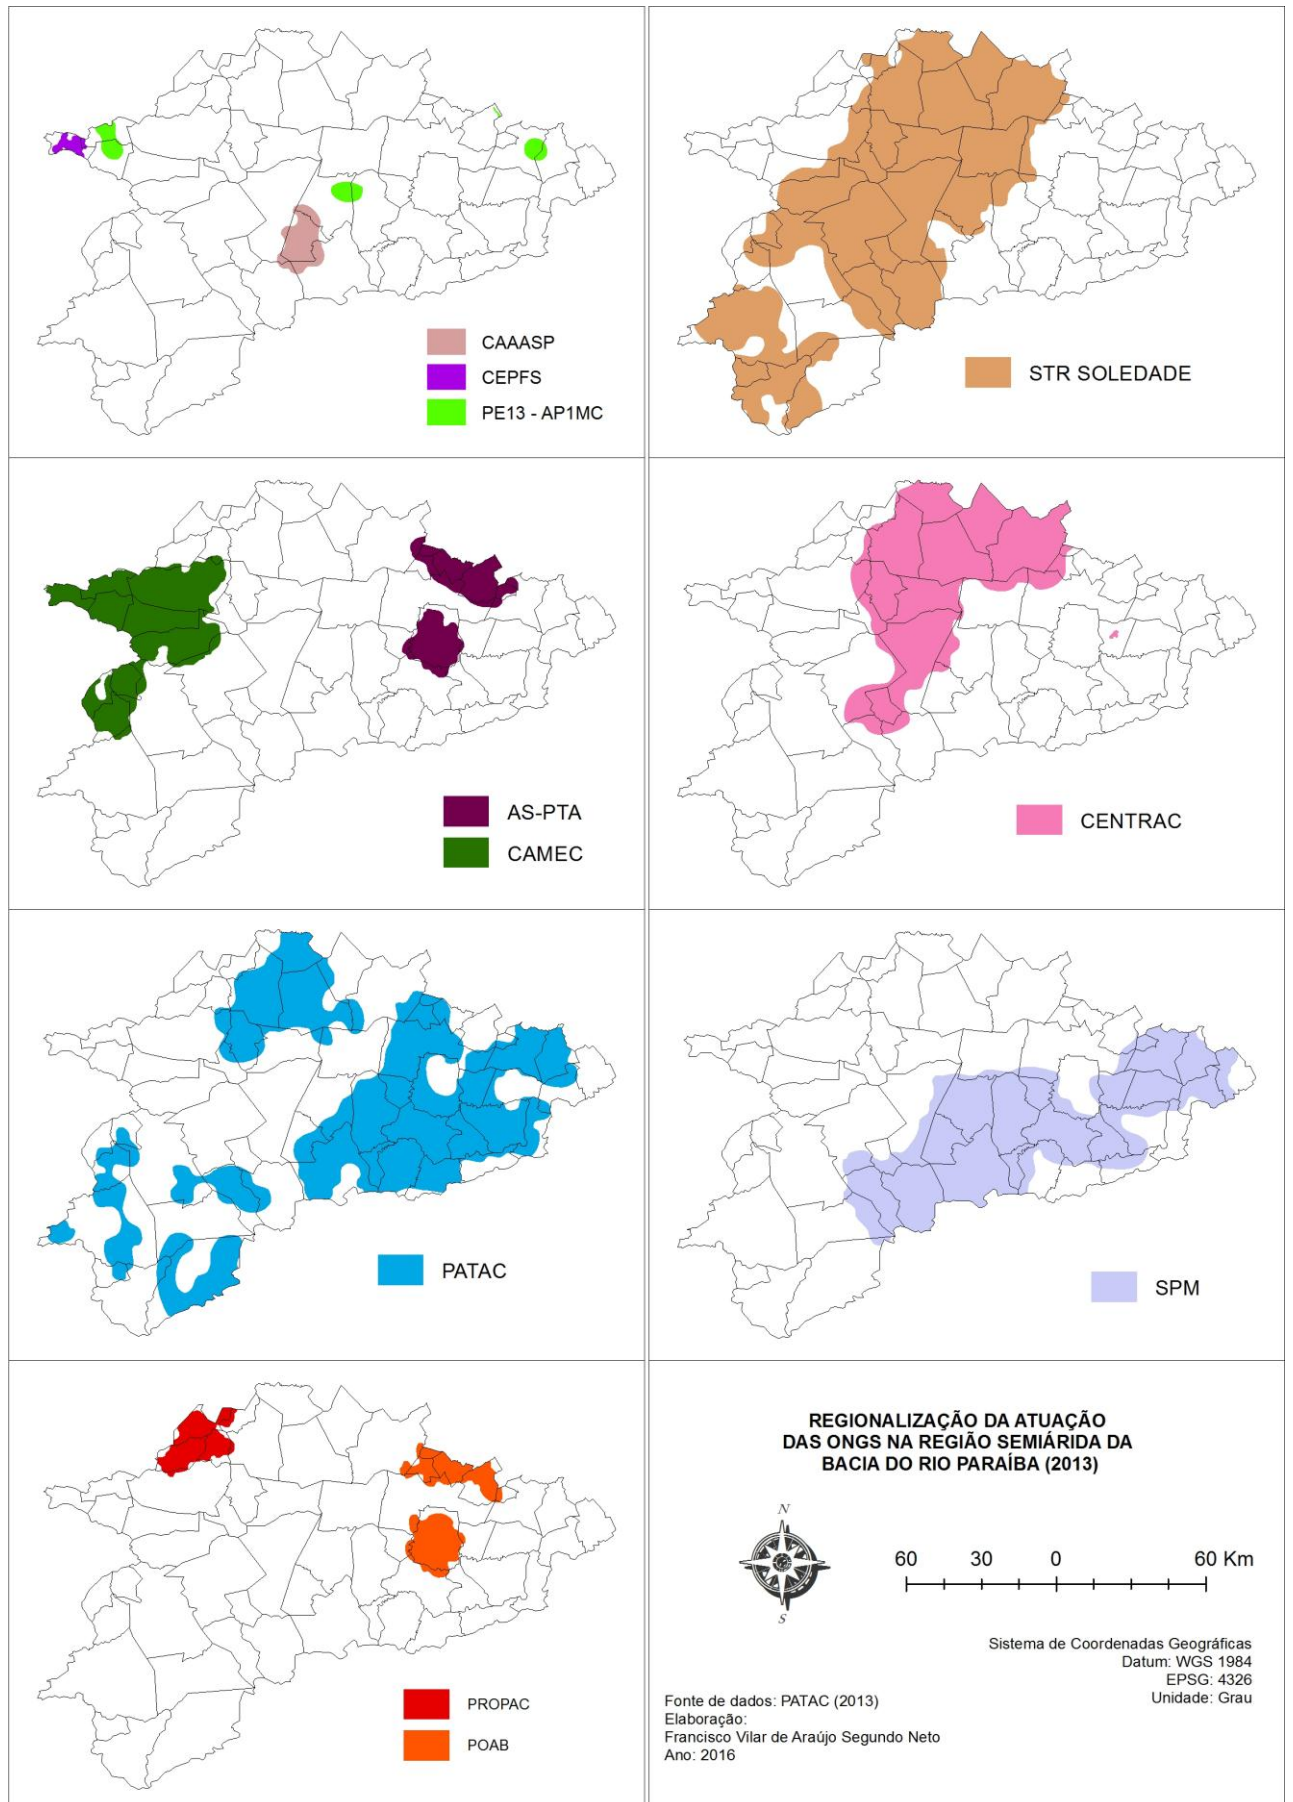 CAAASP
CEPFS
PE13 - AP1MC
STR SOLEDADE
AS-PTA
CAMEC
CENTRAC
PATAC
SPM
PROPAC
POAB
REGIONALIZAÇÃO DA ATUAÇÃO
DAS ONGS NA REGIÃO SEMIÁRIDA DA
BACIA DO RIO PARAÍBA (2013)
N
S
60 30 0 60 Km
Sistema de Coordenadas Geográficas
Datum: WGS 1984
EPSG: 4326
Unidade: Grau
Fonte de dados: PATAC (2013)
Elaboração:
Francisco Vilar de Araújo Segundo Neto
Ano: 2016